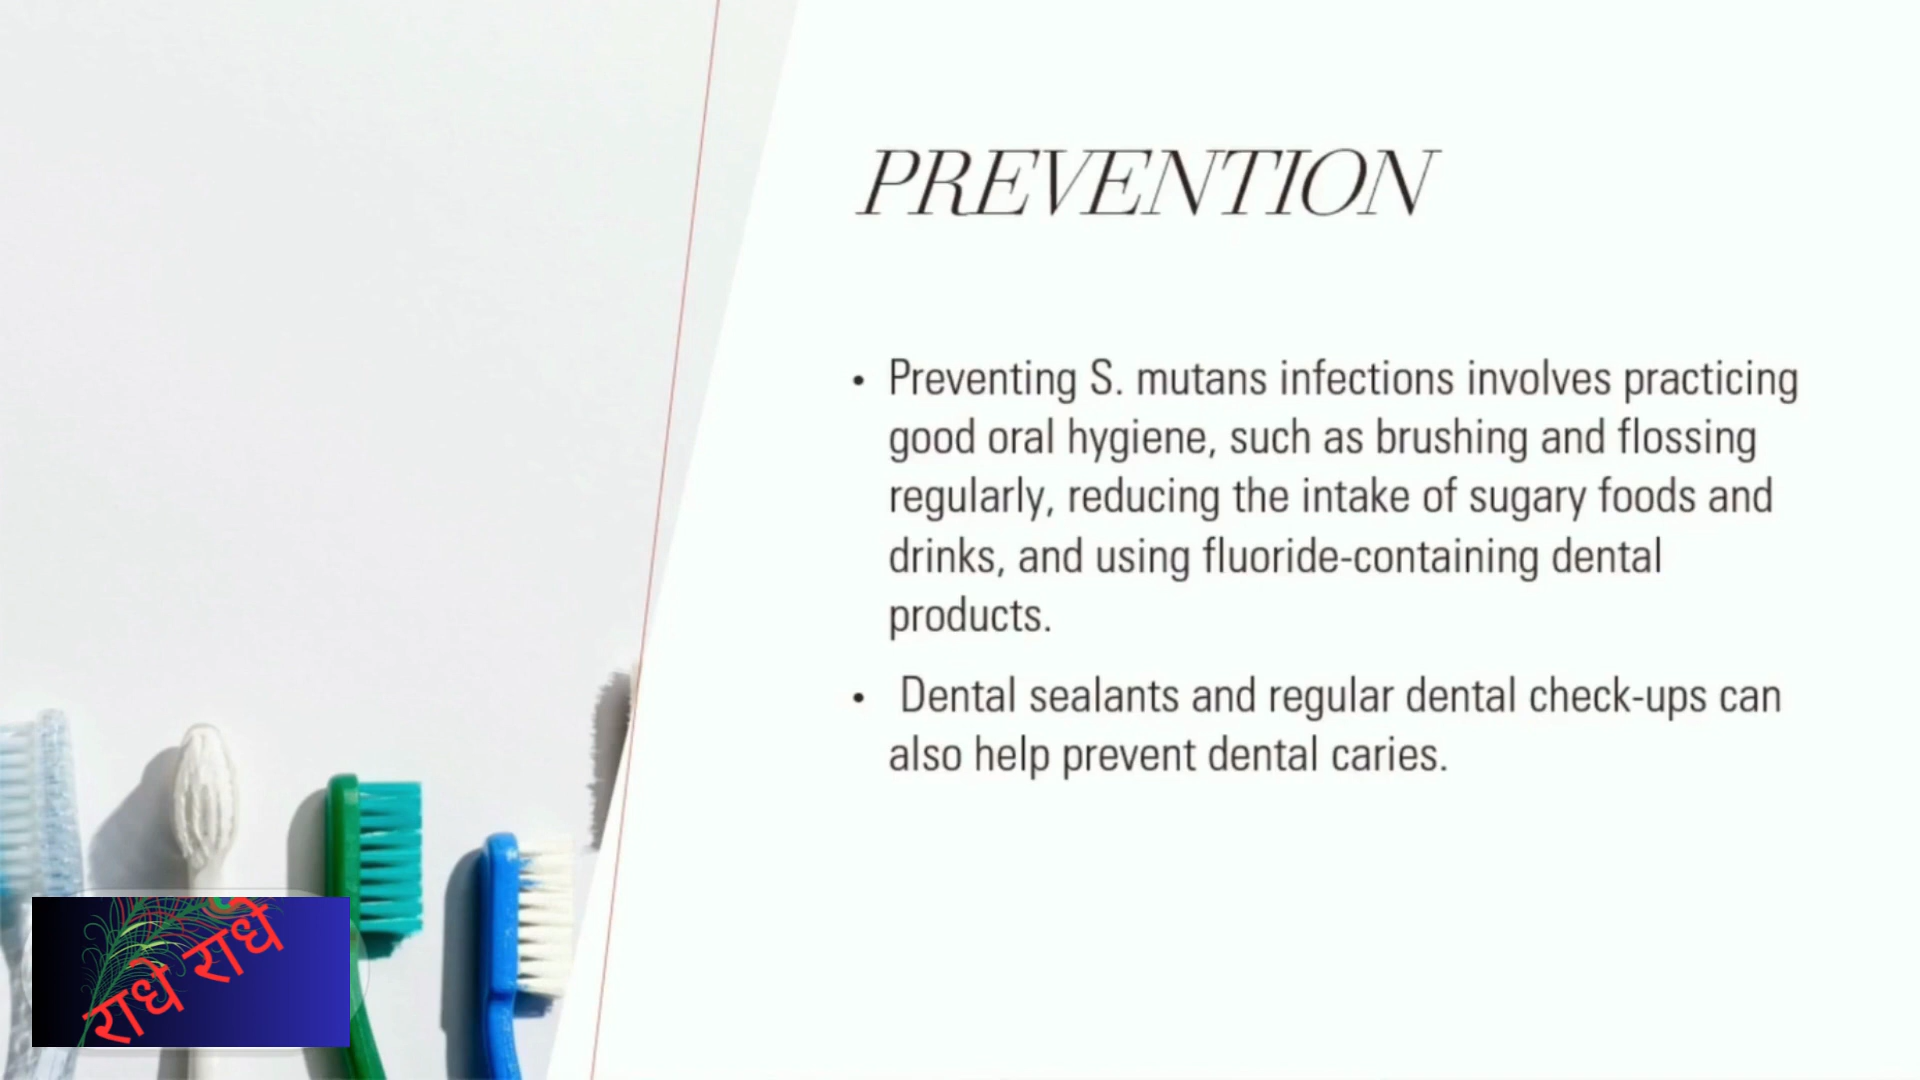 PREVENTION
• Preventing S. mutans infections involves practicing
good oral hygiene, such as brushing and flossing
regularly, reducing the intake of sugary foods and
drinks, and using fluoride-containing dental
products.
• Dental sealants and regular dental check-ups can
also help prevent dental caries.
राधे राधे